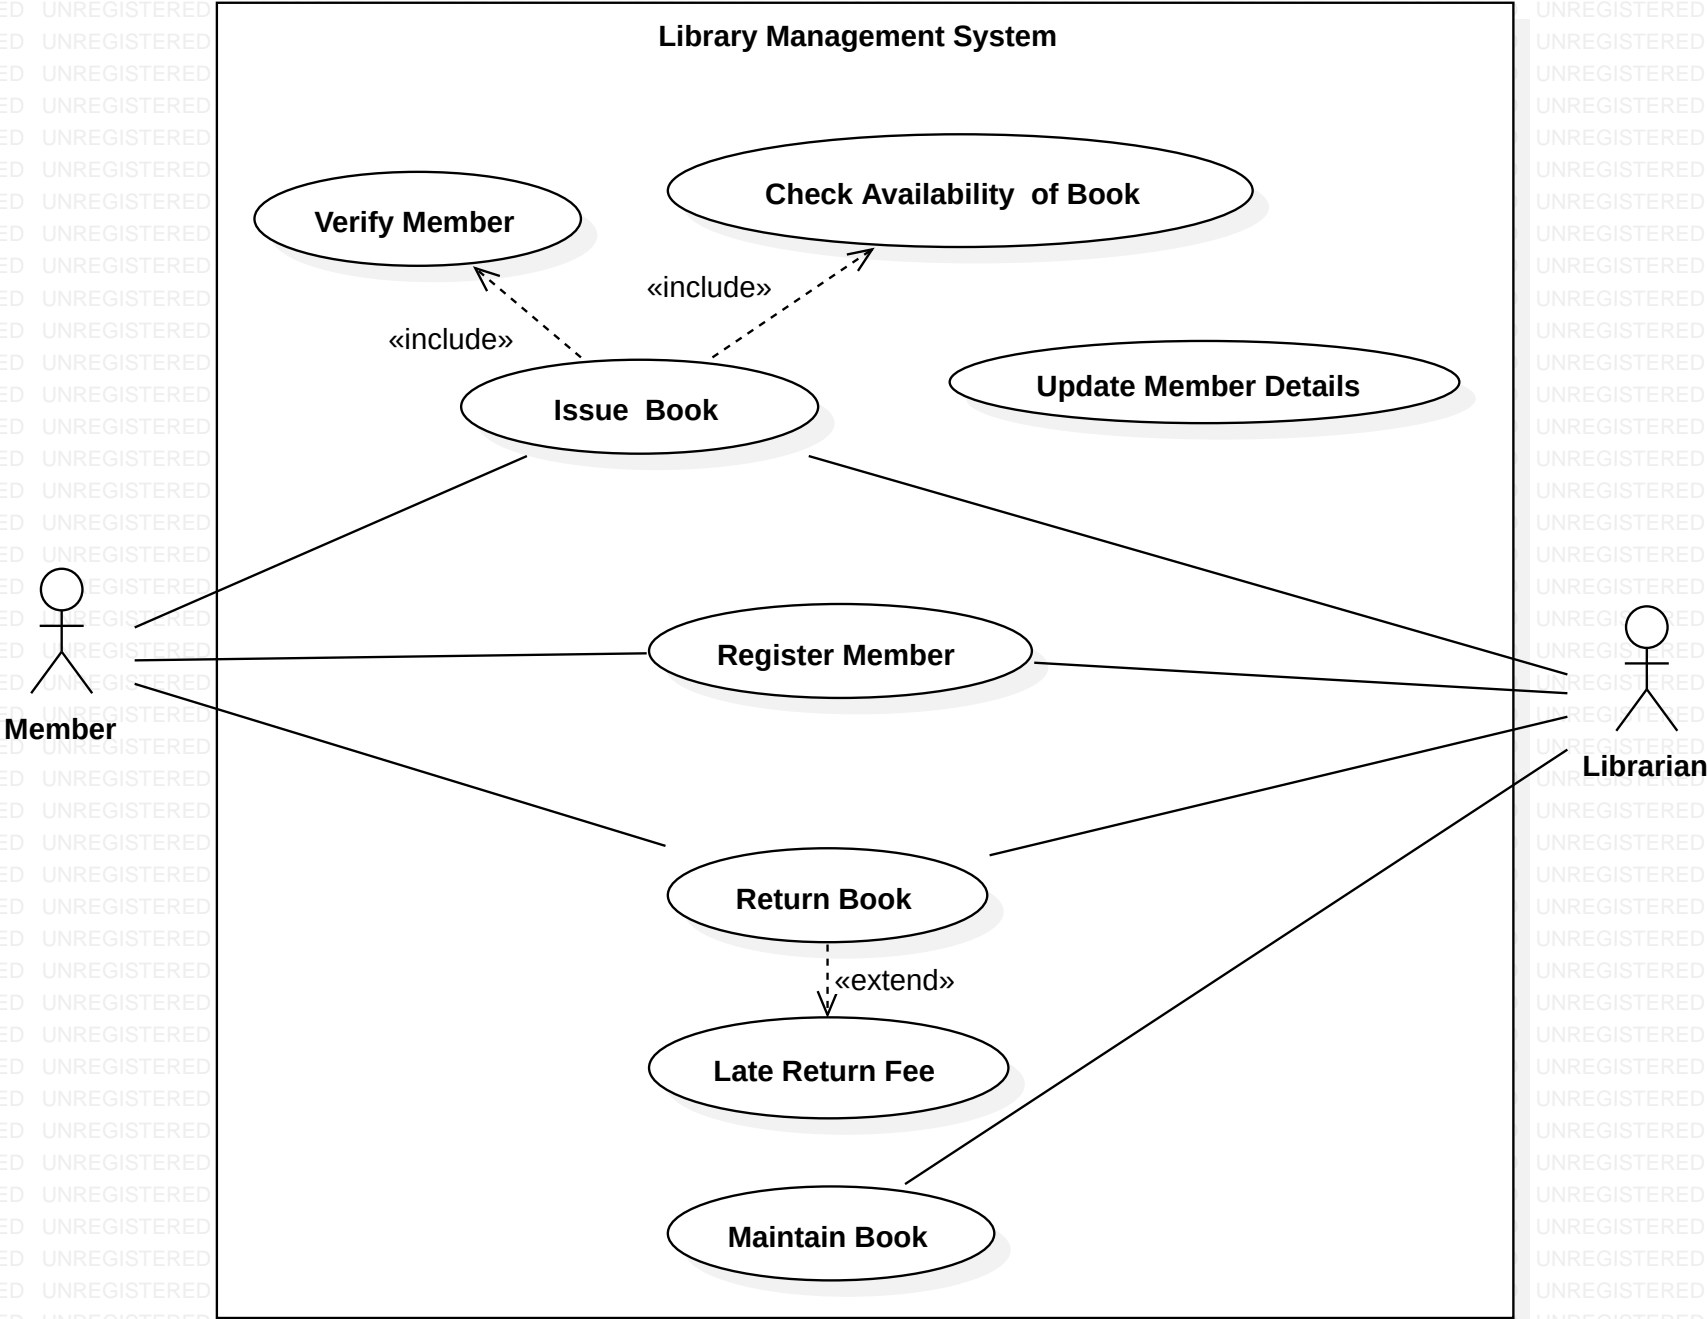 Library Management System
Check Availability  of Book
Verify Member
«include»
«include»
Update Member Details
Issue  Book
Register Member
Member
Librarian
Return Book
«extend»
Late Return Fee
Maintain Book
UNREGISTERED